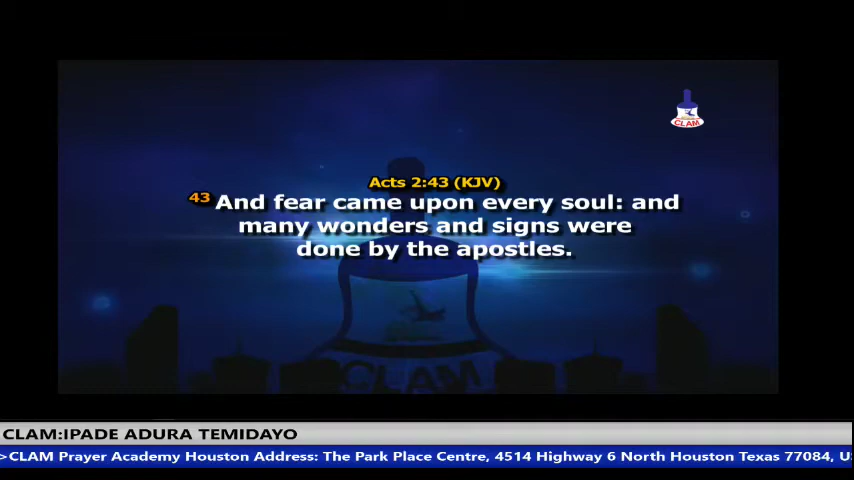 CLAM
Acts 2:43 (KJV)
43 And fear came upon every soul: and
many wonders and signs were
done by the apostles.
CLAM
CLAM:IPADE ADURA TEMIDAYO
>CLAM Prayer Academy Houston Address: The Park Place Centre, 4514 Highway 6 North Houston Texas 77084, U